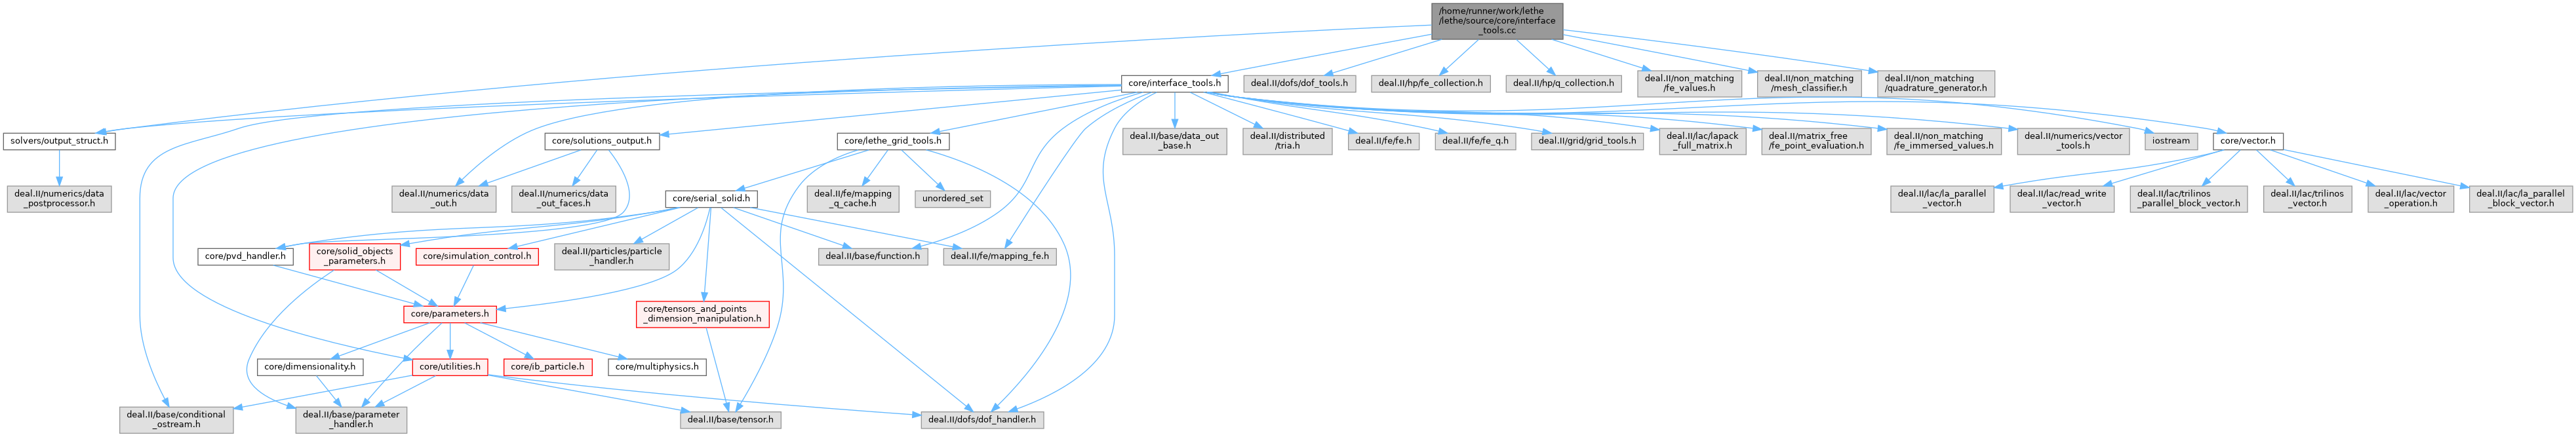 /home/runner/work/lethe
/lethe/source/core/interface
_tools.cc
core/interface_tools.h
deal.II/dofs/dof_tools.h
deal.II/hp/fe_collection.h
deal.II/hp/q_collection.h
deal.II/non_matching
/fe_values.h
deal.II/non_matching
/mesh_classifier.h
deal.II/non_matching
/quadrature_generator.h
solvers/output_struct.h
core/solutions_output.h
core/lethe_grid_tools.h
deal.II/base/data_out
_base.h
deal.II/distributed
/tria.h
deal.II/fe/fe.h
deal.II/fe/fe_q.h
deal.II/grid/grid_tools.h
deal.II/lac/lapack
_full_matrix.h
deal.II/matrix_free
/fe_point_evaluation.h
deal.II/non_matching
/fe_immersed_values.h
deal.II/numerics/vector
_tools.h
iostream
core/vector.h
deal.II/numerics/data
_postprocessor.h
deal.II/numerics/data
_out.h
deal.II/numerics/data
_out_faces.h
core/serial_solid.h
deal.II/fe/mapping
_q_cache.h
unordered_set
deal.II/lac/la_parallel
_vector.h
deal.II/lac/read_write
_vector.h
deal.II/lac/trilinos
_parallel_block_vector.h
deal.II/lac/trilinos
_vector.h
deal.II/lac/vector
_operation.h
deal.II/lac/la_parallel
_block_vector.h
core/pvd_handler.h
core/solid_objects
_parameters.h
core/simulation_control.h
deal.II/particles/particle
_handler.h
deal.II/base/function.h
deal.II/fe/mapping_fe.h
core/parameters.h
core/tensors_and_points
_dimension_manipulation.h
core/dimensionality.h
core/utilities.h
core/ib_particle.h
core/multiphysics.h
deal.II/base/conditional
_ostream.h
deal.II/base/parameter
_handler.h
deal.II/base/tensor.h
deal.II/dofs/dof_handler.h